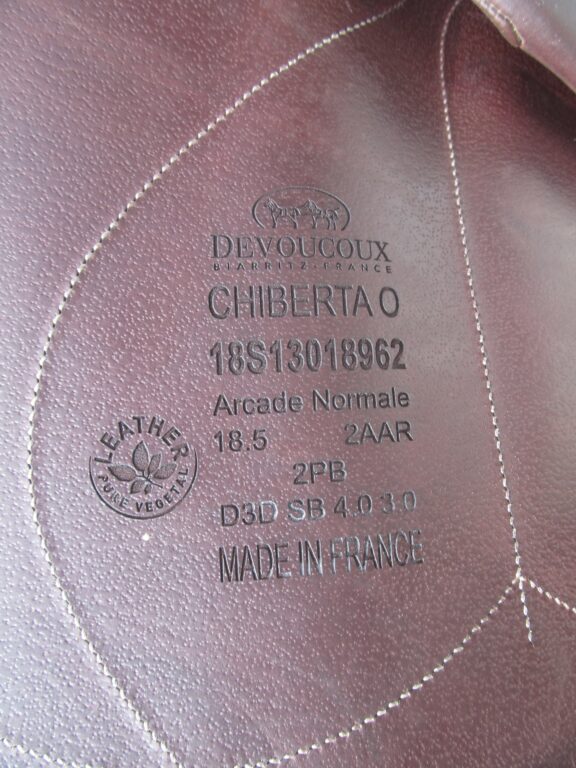 DEVOUCOUX
BIARRITZ-FRANCE
CHIBERTA O
18S13018962
Arcade Normale
18.5 2AAR
2PB
D3D SB 4.0 3.0
MADE IN FRANCE
LEATHER
PURE VEGETAL